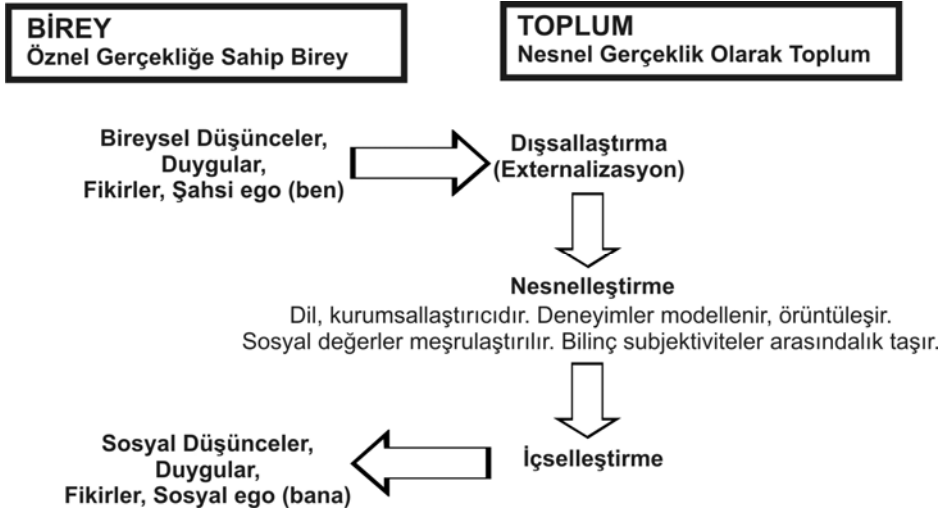 BİREY
Öznel Gerçekliğe Sahip Birey
TOPLUM
Nesnel Gerçeklik Olarak Toplum
Bireysel Düşünceler,
Duygular,
Fikirler, Şahsi ego (ben)
Dışsallaştırma
(Externalizasyon)
Nesnelleştirme
Dil, kurumsallaştırıcıdır. Deneyimler modellenir, örüntüleşir.
Sosyal değerler meşrulaştırılır. Bilinç subjektiviteler arasındalık taşır.
İçselleştirme
Sosyal Düşünceler,
Duygular,
Fikirler, Sosyal ego (bana)